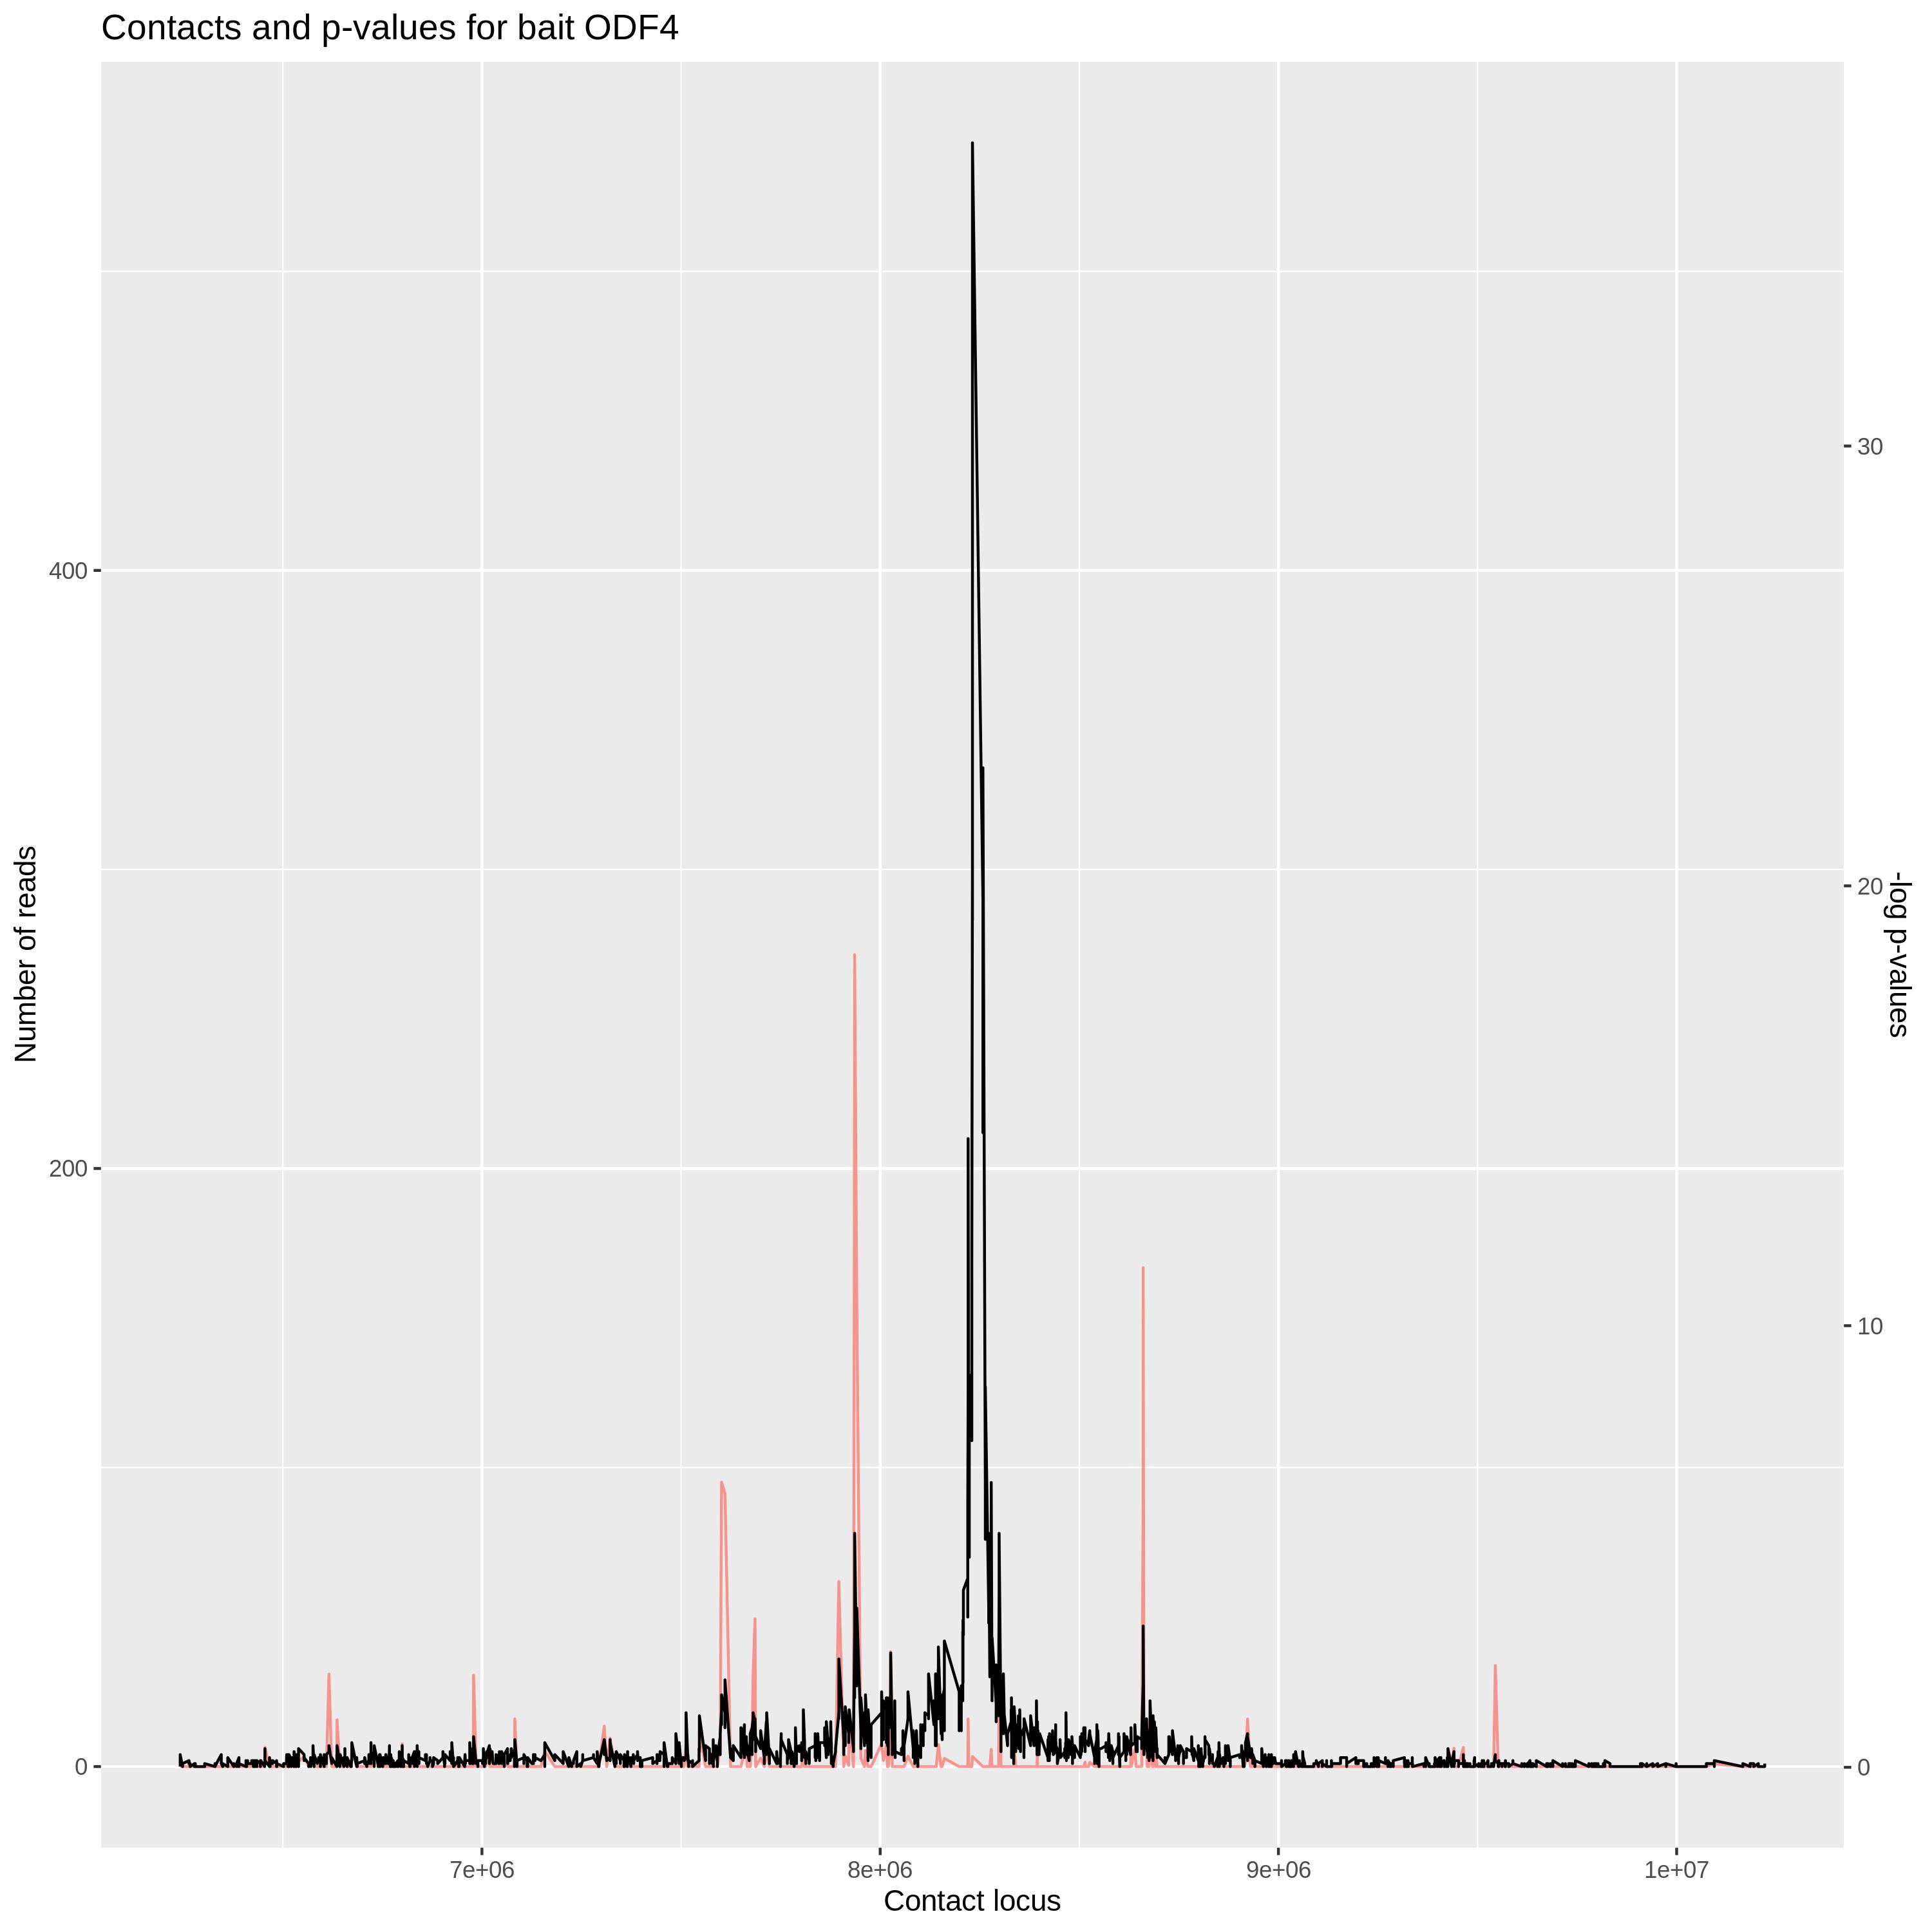 Contacts and p-values for bait ODF4
Number of reads
400
200
0
30
20
10
0
-log p-values
7e+06
8e+06
9e+06
1e+07
Contact locus